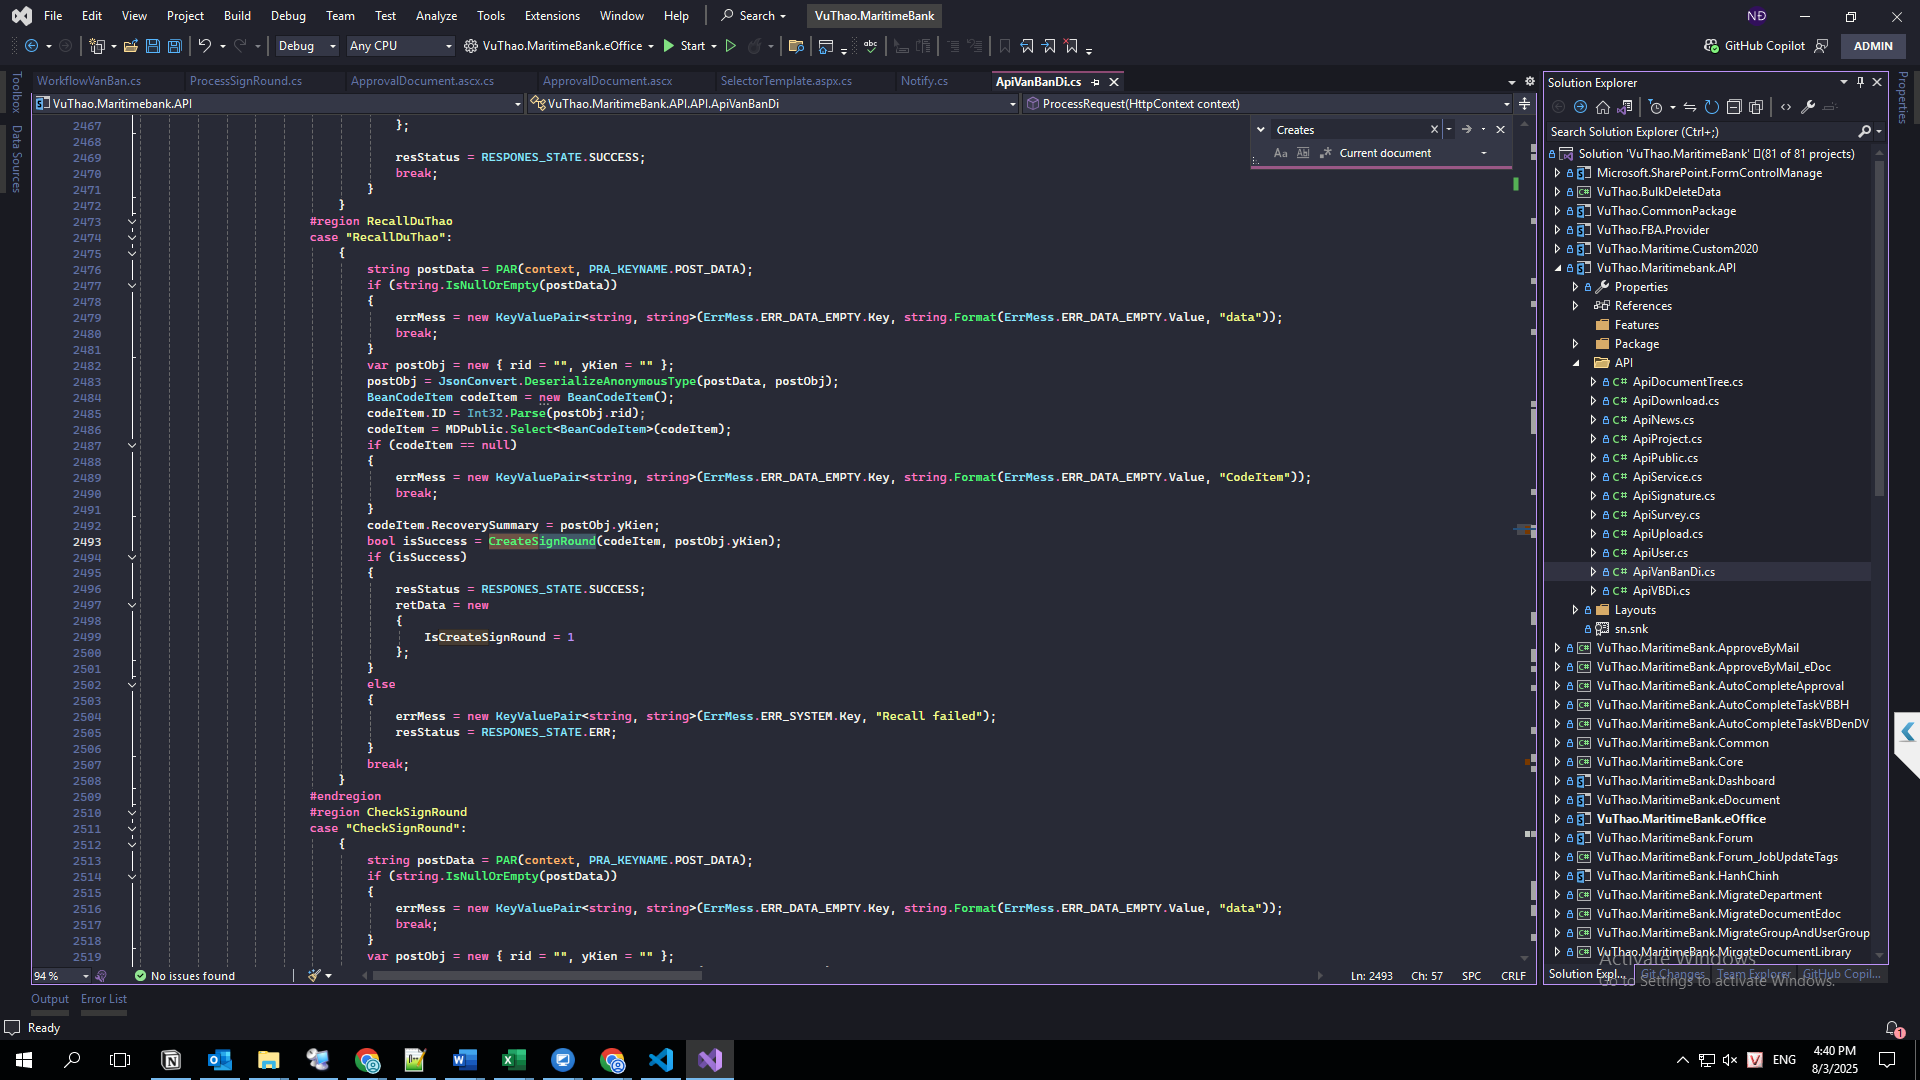 File Edit View Project Build Debug Team Test Analyze Tools Extensions Window Help Search VuThao.MaritimeBank NĐ
Debug Any CPU VuThao.MaritimeBank.eOffice Start GitHub Copilot ADMIN
WorkflowVanBan.cs ProcessSignRound.cs ApprovalDocument.ascx.cs ApprovalDocument.ascx SelectorTemplate.aspx.cs Notify.cs ApiVanBanDi.cs
VuThao.Maritimebank.API VuThao.MaritimeBank.API.API.ApiVanBanDi ProcessRequest(HttpContext context)
Toolbox
Data Sources
Creates
Aa Current document
2467 };
2468
2469 resStatus = RESPONES_STATE.SUCCESS;
2470 break;
2471 }
2472 }
2473 #region RecallDuThao
2474 case "RecallDuThao":
2475 {
2476 string postData = PAR(context, PRA_KEYNAME.POST_DATA);
2477 if (string.IsNullOrEmpty(postData))
2478 {
2479 errMess = new KeyValuePair<string, string>(ErrMess.ERR_DATA_EMPTY.Key, string.Format(ErrMess.ERR_DATA_EMPTY.Value, "data"));
2480 break;
2481 }
2482 var postObj = new { rid = "", yKien = "" };
2483 postObj = JsonConvert.DeserializeAnonymousType(postData, postObj);
2484 BeanCodeItem codeItem = new BeanCodeItem();
2485 codeItem.ID = Int32.Parse(postObj.rid);
2486 codeItem = MDPublic.Select<BeanCodeItem>(codeItem);
2487 if (codeItem == null)
2488 {
2489 errMess = new KeyValuePair<string, string>(ErrMess.ERR_DATA_EMPTY.Key, string.Format(ErrMess.ERR_DATA_EMPTY.Value, "CodeItem"));
2490 break;
2491 }
2492 codeItem.RecoverySummary = postObj.yKien;
2493 bool isSuccess = CreateSignRound(codeItem, postObj.yKien);
2494 if (isSuccess)
2495 {
2496 resStatus = RESPONES_STATE.SUCCESS;
2497 retData = new
2498 {
2499 IsCreateSignRound = 1
2500 };
2501 }
2502 else
2503 {
2504 errMess = new KeyValuePair<string, string>(ErrMess.ERR_SYSTEM.Key, "Recall failed");
2505 resStatus = RESPONES_STATE.ERR;
2506 }
2507 break;
2508 }
2509 #endregion
2510 #region CheckSignRound
2511 case "CheckSignRound":
2512 {
2513 string postData = PAR(context, PRA_KEYNAME.POST_DATA);
2514 if (string.IsNullOrEmpty(postData))
2515 {
2516 errMess = new KeyValuePair<string, string>(ErrMess.ERR_DATA_EMPTY.Key, string.Format(ErrMess.ERR_DATA_EMPTY.Value, "data"));
2517 break;
2518 }
2519 var postObj = new { rid = "", yKien = "" };
94 % No issues found Ln: 2493 Ch: 57 SPC CRLF
Solution Explorer
Search Solution Explorer (Ctrl+;)
Solution 'VuThao.MaritimeBank' (81 of 81 projects)
Microsoft.SharePoint.FormControlManage
VuThao.BulkDeleteData
VuThao.CommonPackage
VuThao.FBA.Provider
VuThao.Maritime.Custom2020
VuThao.Maritimebank.API
Properties
References
Features
Package
API
C# ApiDocumentTree.cs
C# ApiDownload.cs
C# ApiNews.cs
C# ApiProject.cs
C# ApiPublic.cs
C# ApiService.cs
C# ApiSignature.cs
C# ApiSurvey.cs
C# ApiUpload.cs
C# ApiUser.cs
C# ApiVanBanDi.cs
C# ApiVBDi.cs
Layouts
sn.snk
VuThao.MaritimeBank.ApproveByMail
VuThao.MaritimeBank.ApproveByMail_eDoc
VuThao.MaritimeBank.AutoCompleteApproval
VuThao.MaritimeBank.AutoCompleteTaskVBBH
VuThao.MaritimeBank.AutoCompleteTaskVBDenDV
VuThao.MaritimeBank.Common
VuThao.MaritimeBank.Core
VuThao.MaritimeBank.Dashboard
VuThao.MaritimeBank.eDocument
VuThao.MaritimeBank.eOffice
VuThao.MaritimeBank.Forum
VuThao.MaritimeBank.Forum_JobUpdateTags
VuThao.MaritimeBank.HanhChinh
VuThao.MaritimeBank.MigrateDepartment
VuThao.MaritimeBank.MigrateDocumentEdoc
VuThao.MaritimeBank.MigrateGroupAndUserGroup
VuThao.MaritimeBank.MirgateDocumentLibrary
Solution Expl... Git Changes Team Explorer GitHub Copil...
Activate Windows
Go to Settings to activate Windows.
Properties
Output Error List
Ready
1
ENG 4:40 PM
8/3/2025